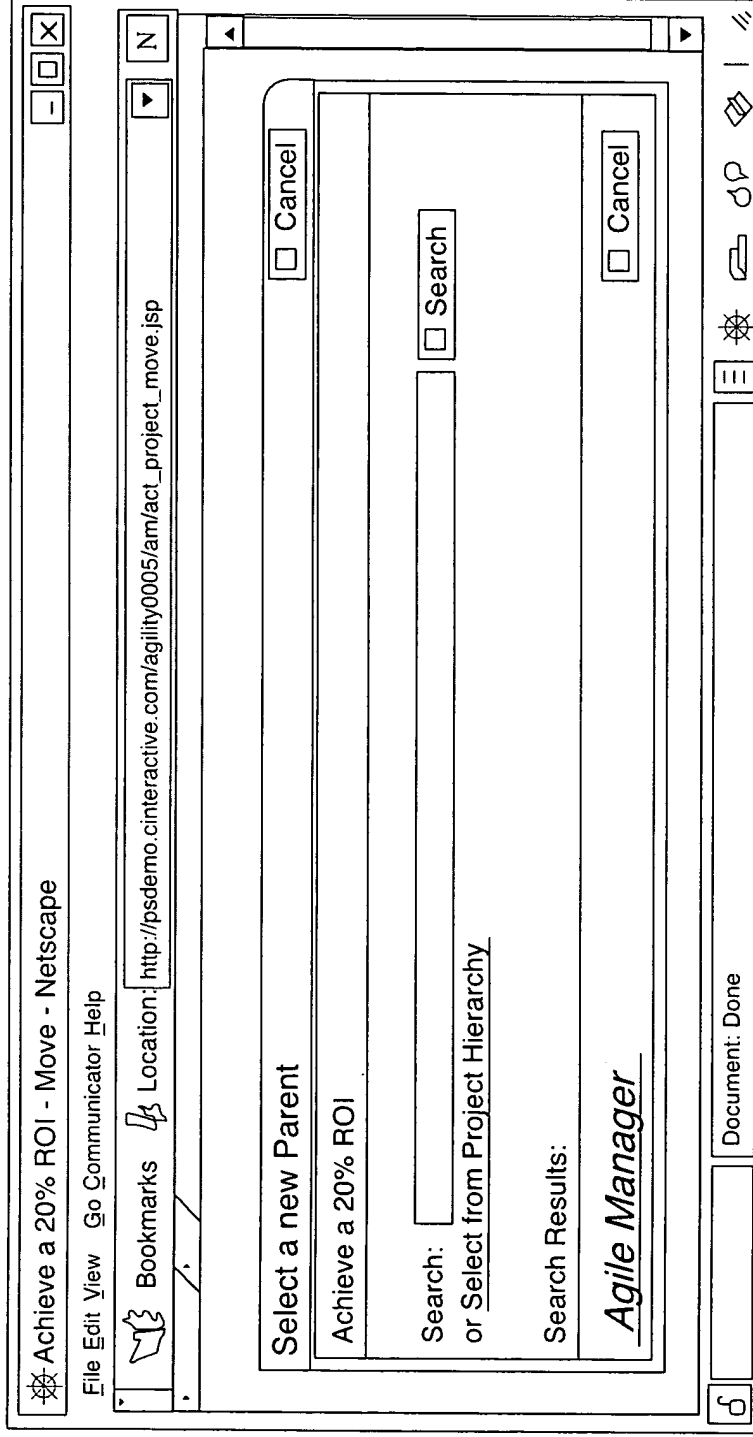 Achieve a 20% ROI - Move - Netscape
File Edit View Go Communicator Help
Bookmarks Location: http://psdemo.cinteractive.com/agility0005/am/act_project_move.jsp N
Select a new Parent Cancel
Achieve a 20% ROI
Search: Search
or Select from Project Hierarchy
Search Results:
Agile Manager Cancel
Document: Done